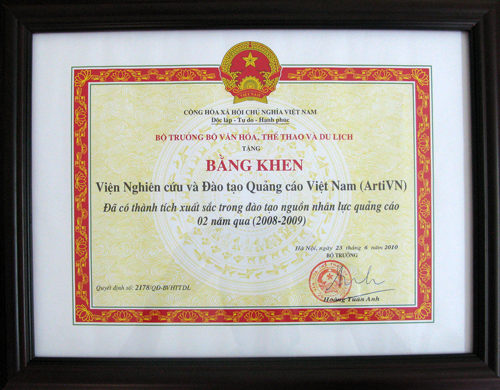 CỘNG HÒA XÃ HỘI CHỦ NGHĨA VIỆT NAM
Độc lập - Tự do - Hạnh phúc
BỘ TRƯỞNG BỘ VĂN HÓA, THỂ THAO VÀ DU LỊCH
TẶNG
BẰNG KHEN
Viện Nghiên cứu và Đào tạo Quảng cáo Việt Nam (ArtiVN)
Đã có thành tích xuất sắc trong đào tạo nguồn nhân lực quảng cáo
02 năm qua (2008-2009)
Hà Nội, ngày 23 tháng 6 năm 2010
BỘ TRƯỞNG
Hoàng Tuấn Anh
Quyết định số: 2178/QĐ-BVHTTDL